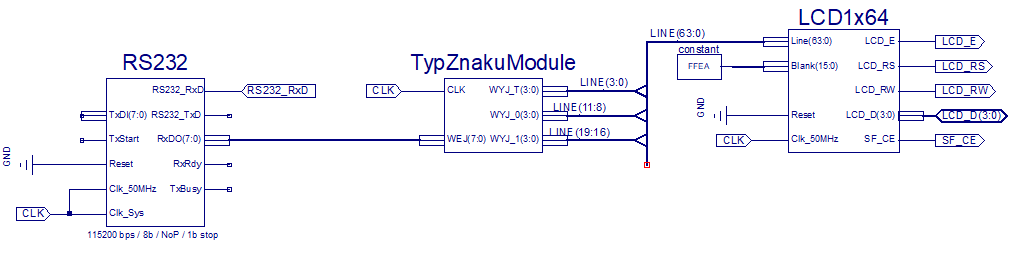 RS232
RS232_RxD
RS232_RxD
TxDI(7:0)
RS232_TxD
TxStart
RxDO(7:0)
GND
Reset
RxRdy
Clk_50MHz
TxBusy
CLK
Clk_Sys
115200 bps / 8b / NoP / 1b stop
TypZnakuModule
CLK
CLK
WYJ_T(3:0)
WYJ_0(3:0)
WEJ(7:0)
WYJ_1(3:0)
LINE(3:0)
LINE(11:8)
LINE(19:16)
LINE(63:0)
constant
FFEA
LCD1x64
Line(63:0)
LCD_E
LCD_E
Blank(15:0)
LCD_RS
LCD_RS
LCD_RW
LCD_RW
GND
Reset
LCD_D(3:0)
LCD_D(3:0)
CLK
Clk_50MHz
SF_CE
SF_CE